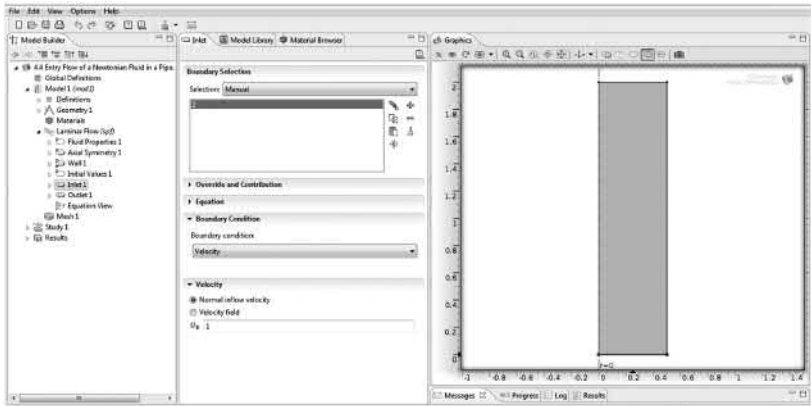 File Edit View Options Help
Model Builder
4.4 Entry Flow of a Newtonian Fluid in a Pipe
Global Definitions
Model 1 (mod1)
Definitions
Geometry 1
Materials
Laminar Flow (spf)
Fluid Properties 1
Axial Symmetry 1
Wall 1
Initial Values 1
Inlet 1
Outlet 1
Equation View
Mesh 1
Study 1
Results
Inlet Model Library Material Browser
Boundary Selection
Selection: Manual
2
Override and Contribution
Equation
Boundary Condition
Boundary condition:
Velocity
Velocity
Normal inflow velocity
Velocity field
U₀ 1
Graphics
2
1.8
1.6
1.4
1.2
1
0.8
0.6
0.4
0.2
0
r=0
-1 -0.8 -0.6 -0.4 -0.2 0 0.2 0.4 0.6 0.8 1 1.2 1.4
Messages Progress Log Results